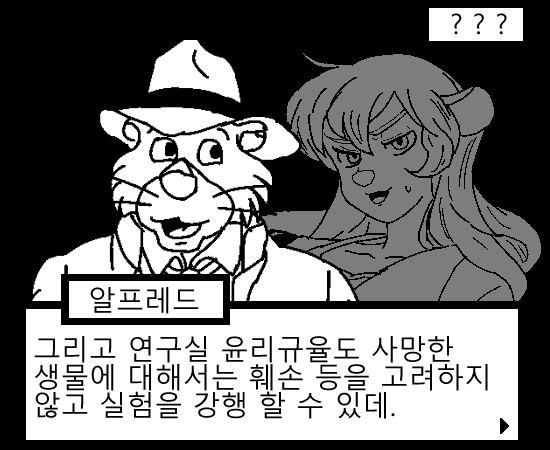 ? ? ?
알프레드
그리고 연구실 윤리규율도 사망한
생물에 대해서는 훼손 등을 고려하지
않고 실험을 강행 할 수 있데.